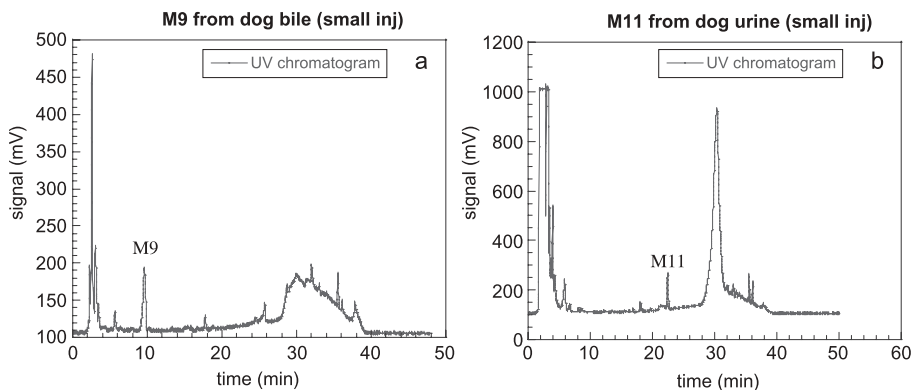 M9 from dog bile (small inj)
500
450
400
350
300
250
200
150
100
signal (mV)
UV chromatogram
a
M9
0
10
20
30
40
50
time (min)
M11 from dog urine (small inj)
1200
1000
800
600
400
200
0
signal (mV)
UV chromatogram
b
M11
0
10
20
30
40
50
60
time (min)